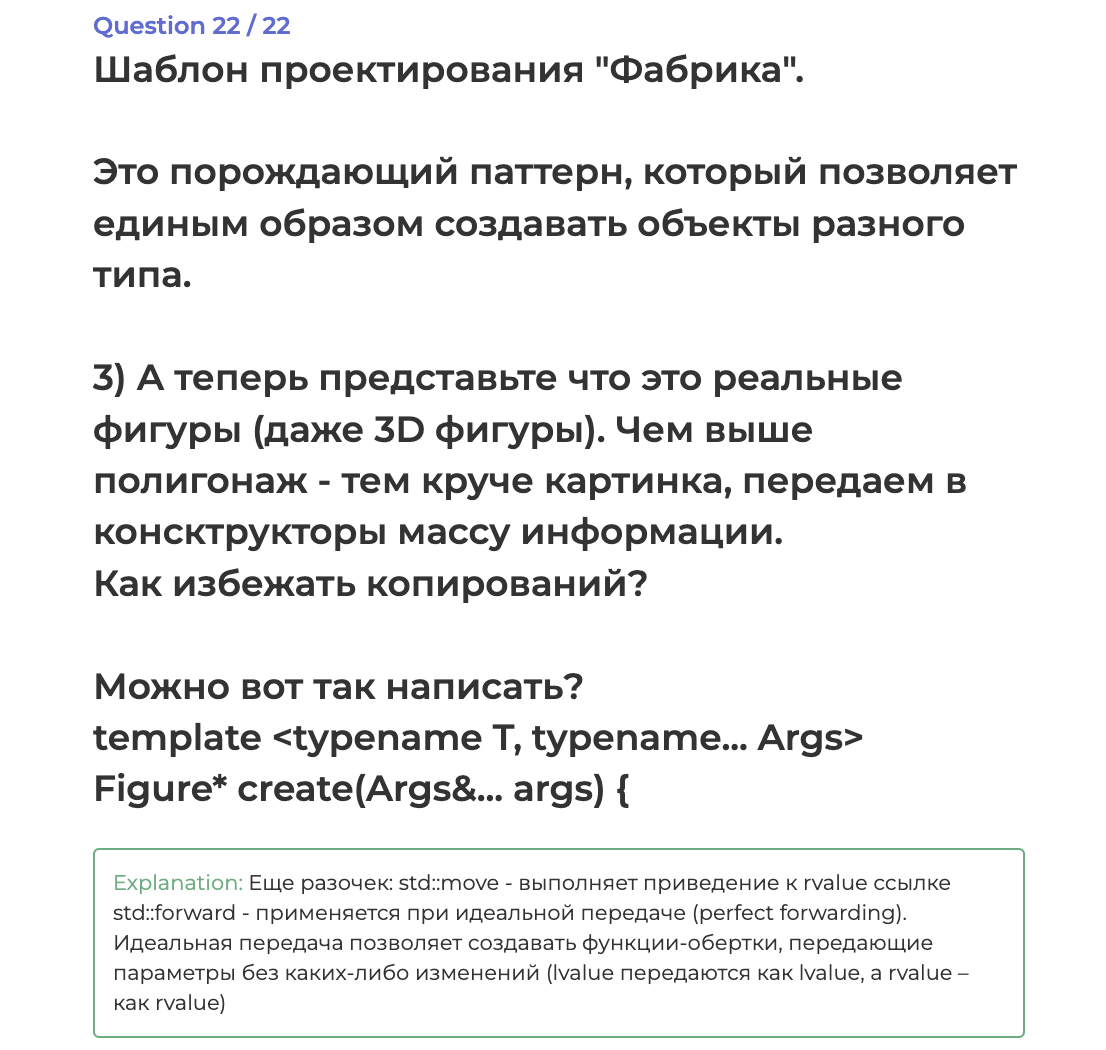 Question 22 / 22
Шаблон проектирования "Фабрика".
Это порождающий паттерн, который позволяет
единым образом создавать объекты разного
типа.
3) А теперь представьте что это реальные
фигуры (даже 3D фигуры). Чем выше
полигонаж - тем круче картинка, передаем в
консктрукторы массу информации.
Как избежать копирований?
Можно вот так написать?
template <typename T, typename... Args>
Figure* create(Args&... args) {
Explanation: Еще разочек: std::move - выполняет приведение к rvalue ссылке
std::forward - применяется при идеальной передаче (perfect forwarding).
Идеальная передача позволяет создавать функции-обертки, передающие
параметры без каких-либо изменений (lvalue передаются как lvalue, а rvalue –
как rvalue)